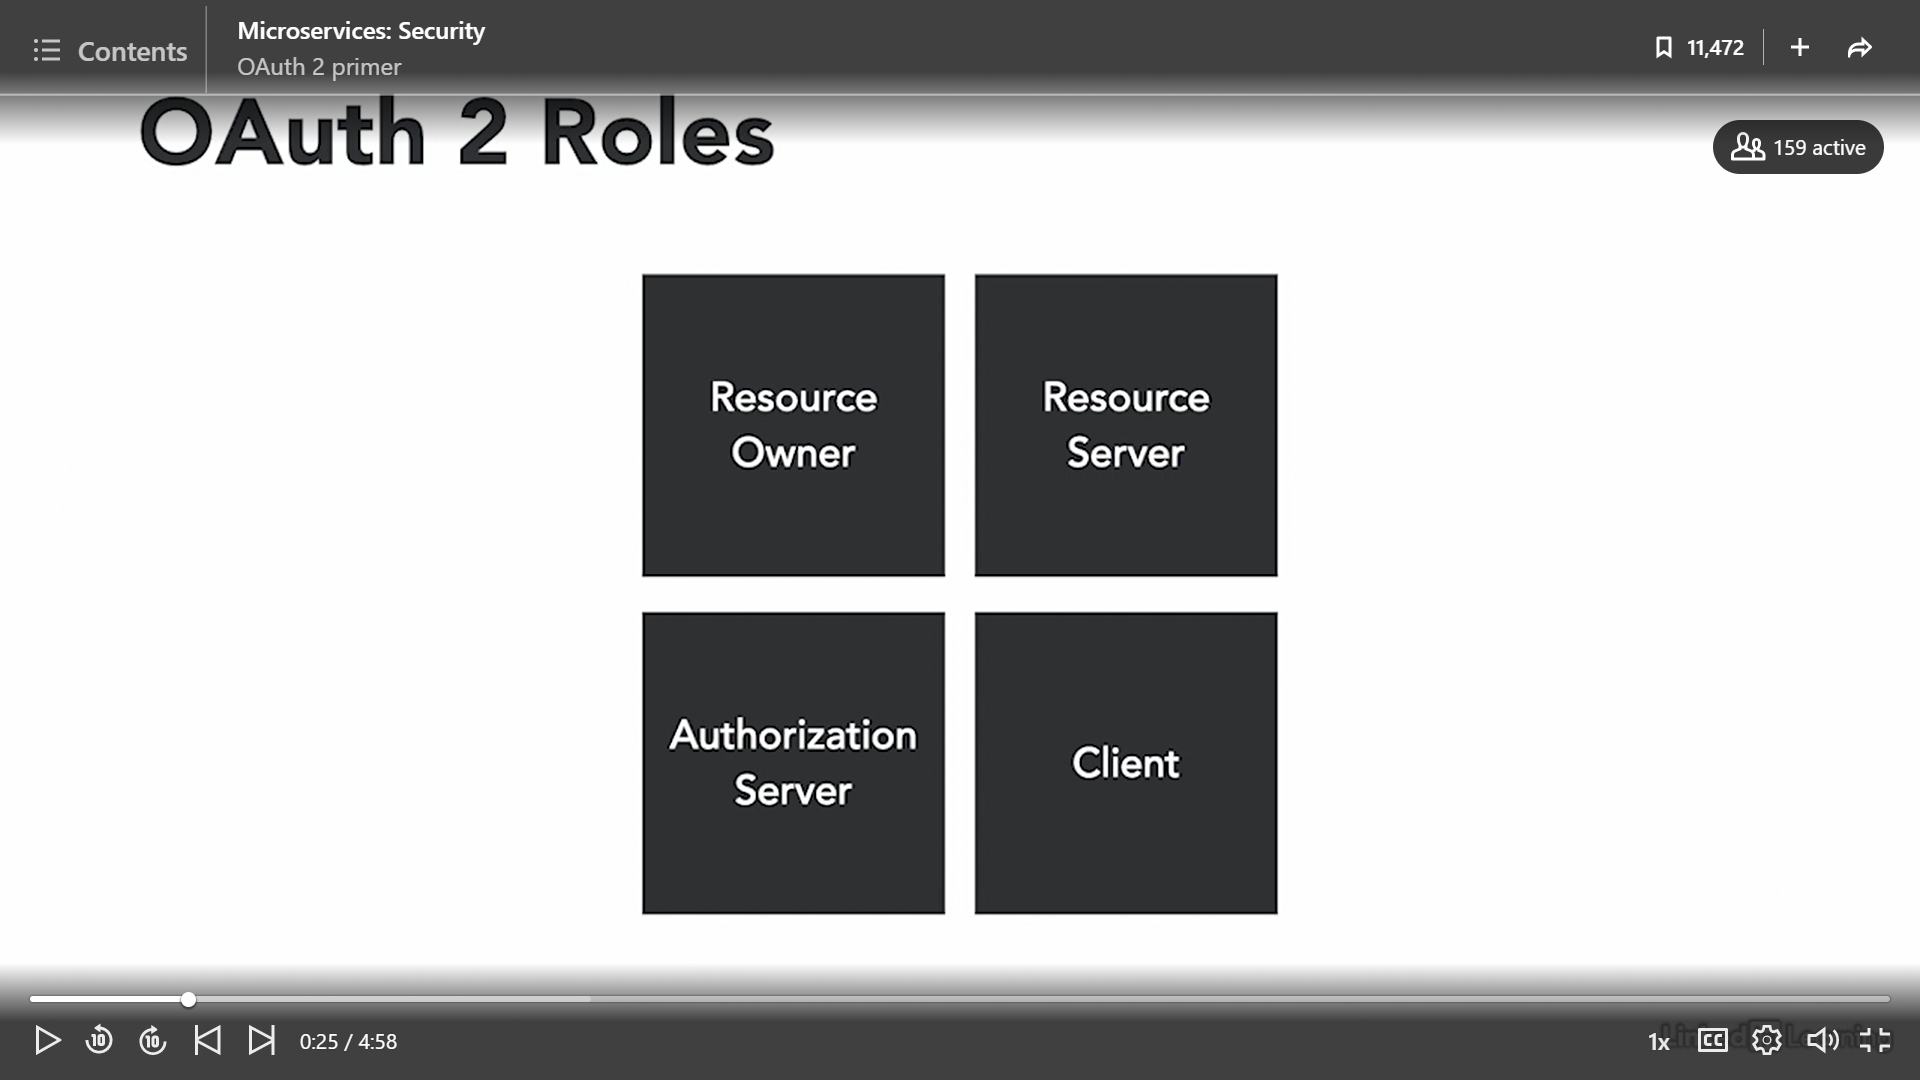 Contents
Microservices: Security
OAuth 2 primer
11,472
OAuth 2 Roles
159 active
Resource
Owner
Resource
Server
Authorization
Server
Client
10
10
0:25 / 4:58
1x
CC